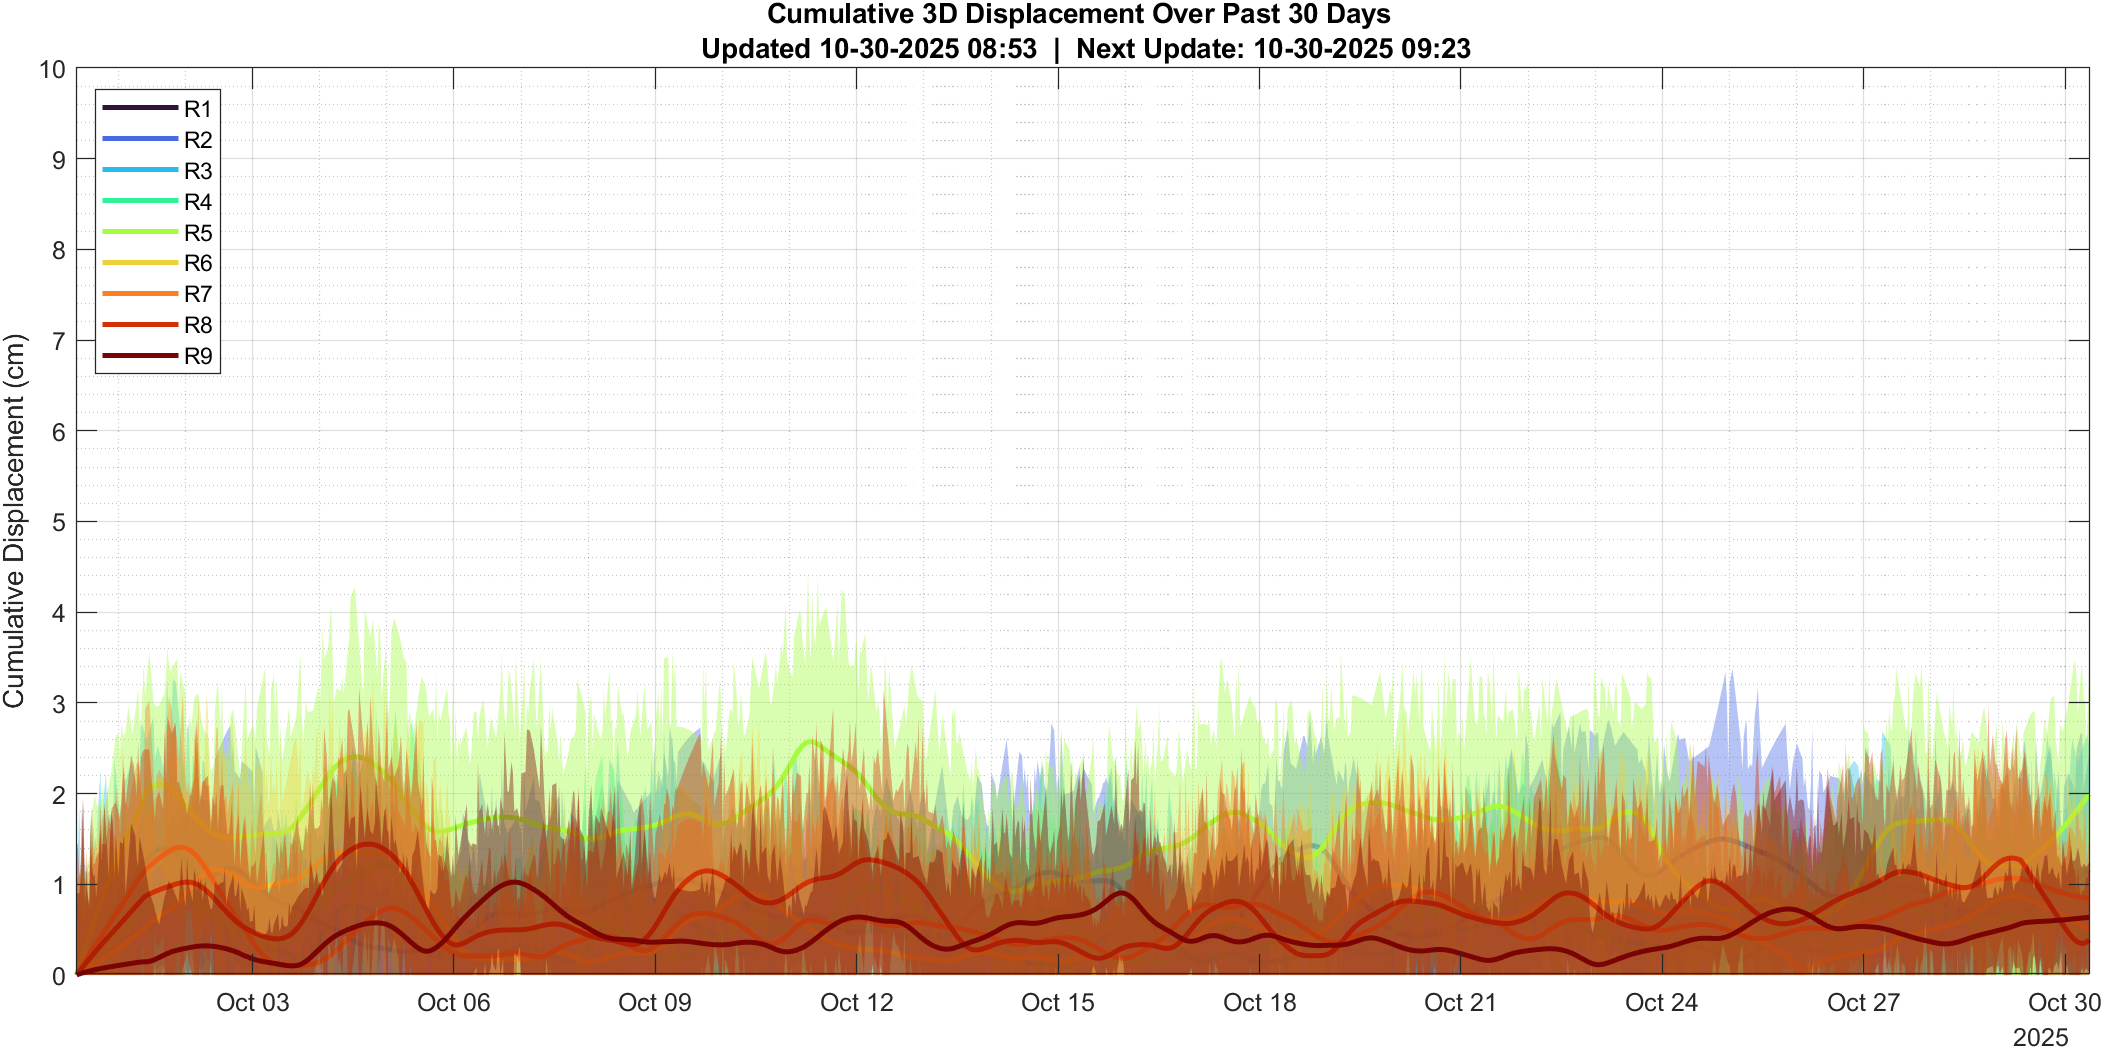 Cumulative 3D Displacement Over Past 30 Days
Updated 10-30-2025 08:53 | Next Update: 10-30-2025 09:23
Cumulative Displacement (cm)
10
9
8
7
6
5
4
3
2
1
0
R1
R2
R3
R4
R5
R6
R7
R8
R9
Oct 03 Oct 06 Oct 09 Oct 12 Oct 15 Oct 18 Oct 21 Oct 24 Oct 27 Oct 30
2025